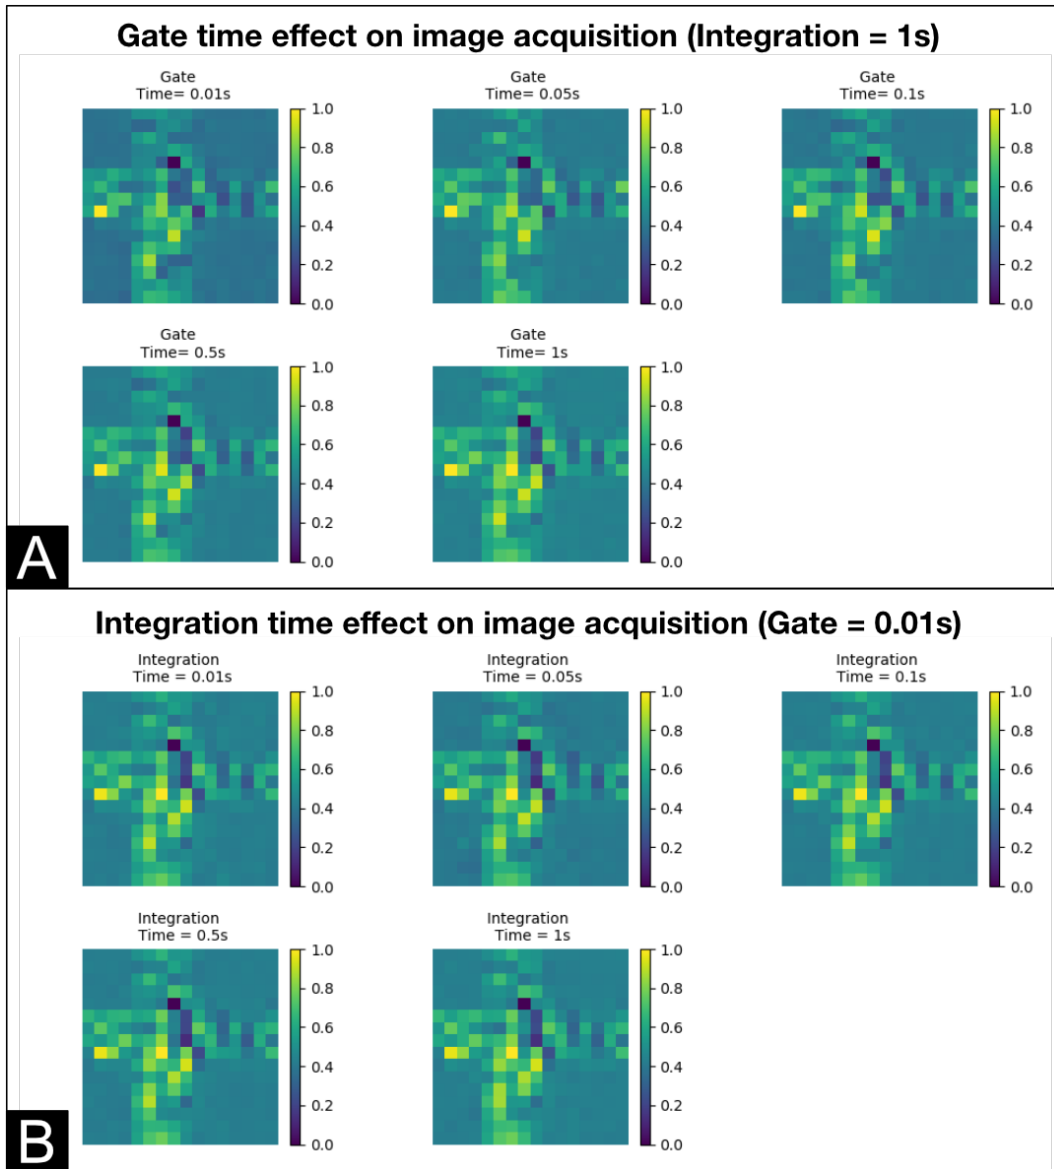 Gate time effect on image acquisition (Integration = 1s)
Gate
Time= 0.01s
1.0
0.8
0.6
0.4
0.2
0.0
Gate
Time= 0.05s
1.0
0.8
0.6
0.4
0.2
0.0
Gate
Time= 0.1s
1.0
0.8
0.6
0.4
0.2
0.0
Gate
Time= 0.5s
1.0
0.8
0.6
0.4
0.2
0.0
Gate
Time= 1s
1.0
0.8
0.6
0.4
0.2
0.0
A
Integration time effect on image acquisition (Gate = 0.01s)
Integration
Time = 0.01s
1.0
0.8
0.6
0.4
0.2
0.0
Integration
Time = 0.05s
1.0
0.8
0.6
0.4
0.2
0.0
Integration
Time = 0.1s
1.0
0.8
0.6
0.4
0.2
0.0
Integration
Time = 0.5s
1.0
0.8
0.6
0.4
0.2
0.0
Integration
Time = 1s
1.0
0.8
0.6
0.4
0.2
0.0
B